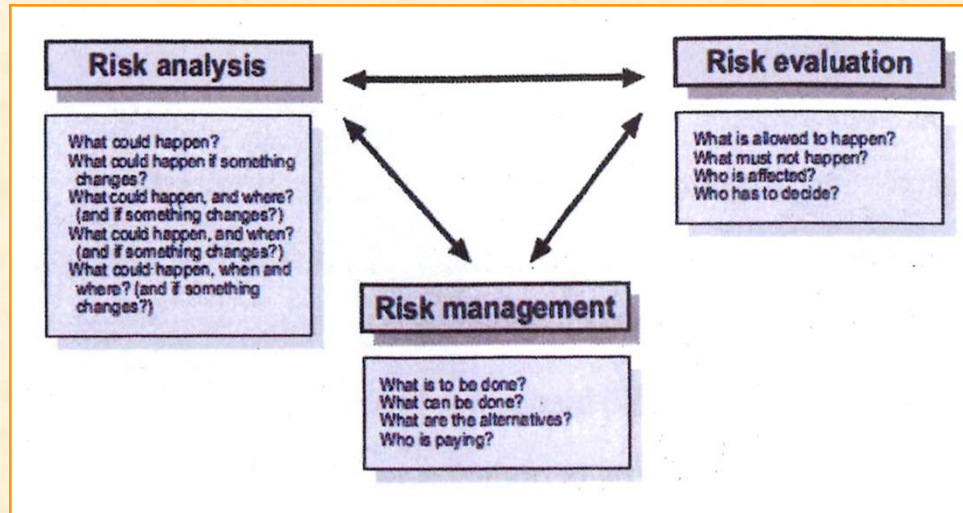 Risk analysis
What could happen?
What could happen if something
changes?
What could happen, and where?
(and if something changes?)
What could happen, and when?
(and if something changes?)
What could happen, when and
where? (and if something
changes?)
Risk evaluation
What is allowed to happen?
What must not happen?
Who is affected?
Who has to decide?
Risk management
What is to be done?
What can be done?
What are the alternatives?
Who is paying?